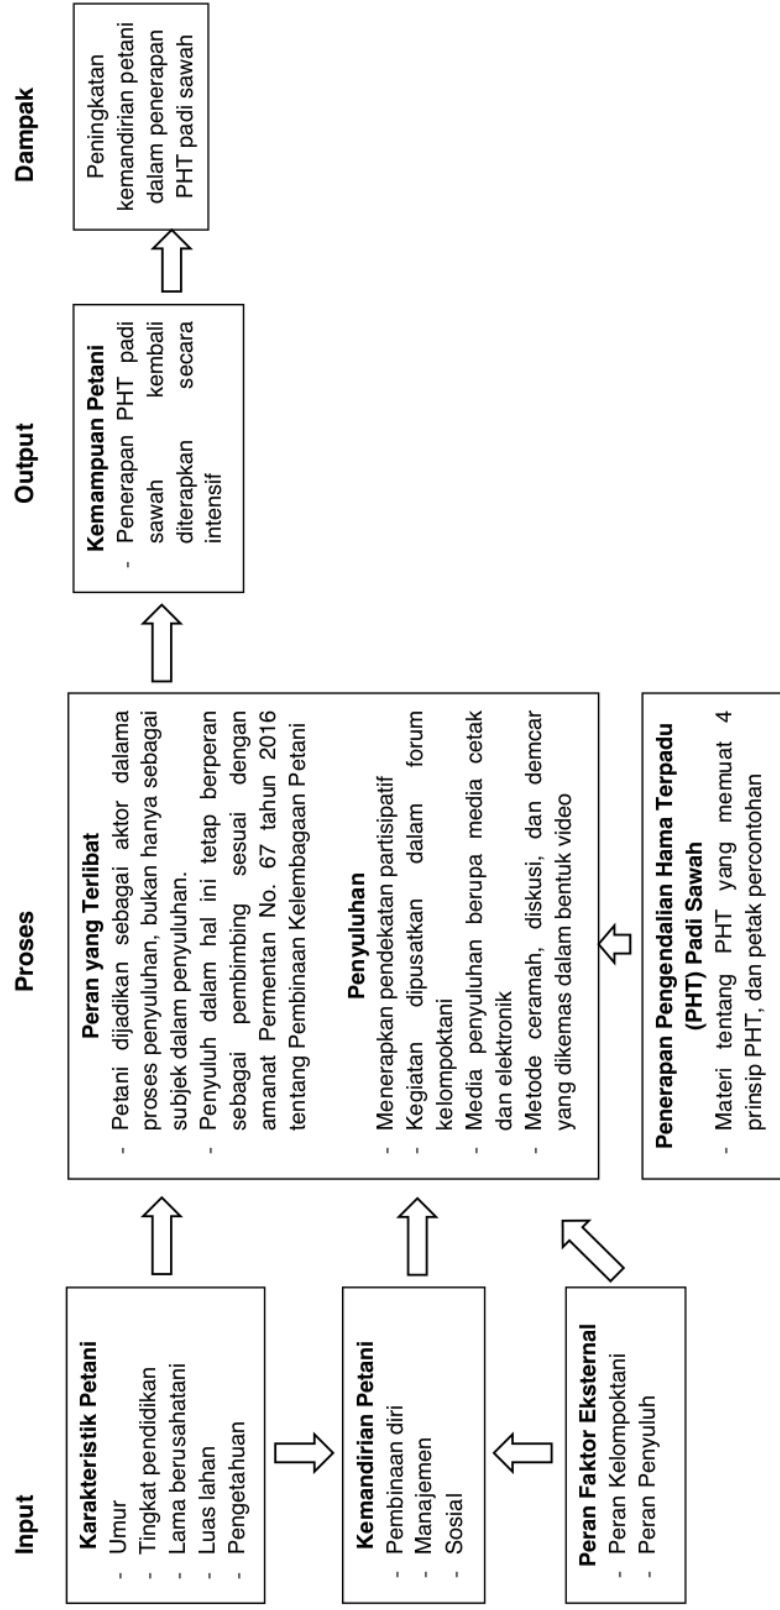 Input
Proses
Output
Dampak
Karakteristik Petani
- Umur
- Tingkat pendidikan
- Lama berusahatani
- Luas lahan
- Pengetahuan
Kemandirian Petani
- Pembinaan diri
- Manajemen
- Sosial
Peran Faktor Eksternal
- Peran Kelompoktani
- Peran Penyuluh
Peran yang Terlibat
- Petani dijadikan sebagai aktor dalama
proses penyuluhan, bukan hanya sebagai
subjek dalam penyuluhan.
- Penyuluh dalam hal ini tetap berperan
sebagai pembimbing sesuai dengan
amanat Permentan No. 67 tahun 2016
tentang Pembinaan Kelembagaan Petani
Penyuluhan
- Menerapkan pendekatan partisipatif
- Kegiatan dipusatkan dalam forum
kelompoktani
- Media penyuluhan berupa media cetak
dan elektronik
- Metode ceramah, diskusi, dan demcar
yang dikemas dalam bentuk video
Penerapan Pengendalian Hama Terpadu
(PHT) Padi Sawah
- Materi tentang PHT yang memuat 4
prinsip PHT, dan petak percontohan
Kemampuan Petani
- Penerapan PHT padi
sawah kembali
diterapkan secara
intensif
Peningkatan
kemandirian petani
dalam penerapan
PHT padi sawah